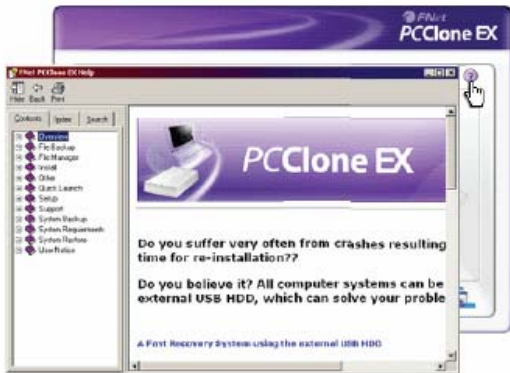 FNet
PCClone EX
FNet PCClone EX Help
Hide Back Print
Contents Index Search
Overview
File Backup
File Manager
Install
Other
Quick Launch
Setup
Support
System Backup
System Requirements
System Restore
User Notice
PCClone EX
Do you suffer very often from crashes resulting
time for re-installation??
Do you believe it? All computer systems can be
external USB HDD, which can solve your proble
A Fast Recovery System using the external USB HDD